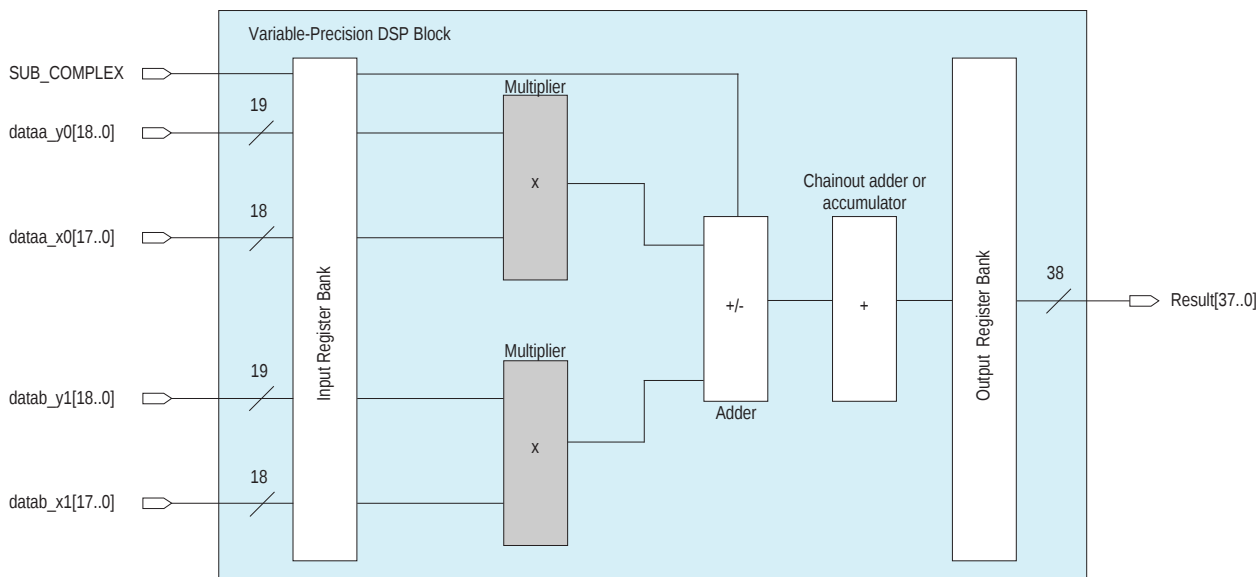 Variable-Precision DSP Block
SUB_COMPLEX
Multiplier
19
dataa_y0[18..0]
x
Chainout adder or
accumulator
18
dataa_x0[17..0]
Input Register Bank
+/-
+
Output Register Bank
38
Result[37..0]
Multiplier
19
datab_y1[18..0]
Adder
x
18
datab_x1[17..0]